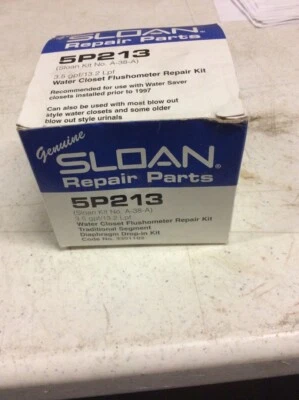 SLOAN®
Repair Parts
5P213
(Sloan Kit No. A-38-A)
3.5 gpf/13.2 Lpf
Water Closet Flushometer Repair Kit
Recommended for use with Water Saver
closets installed prior to 1997
Can also be used with most blow out
style water closets and some older
blow out style urinals
Genuine
SLOAN®
Repair Parts
5P213
(Sloan Kit No. A-38-A)
3.5 gpf/13.2 Lpf
Water Closet Flushometer Repair Kit
Traditional Segment
Diaphragm Drop-in Kit
Code No.